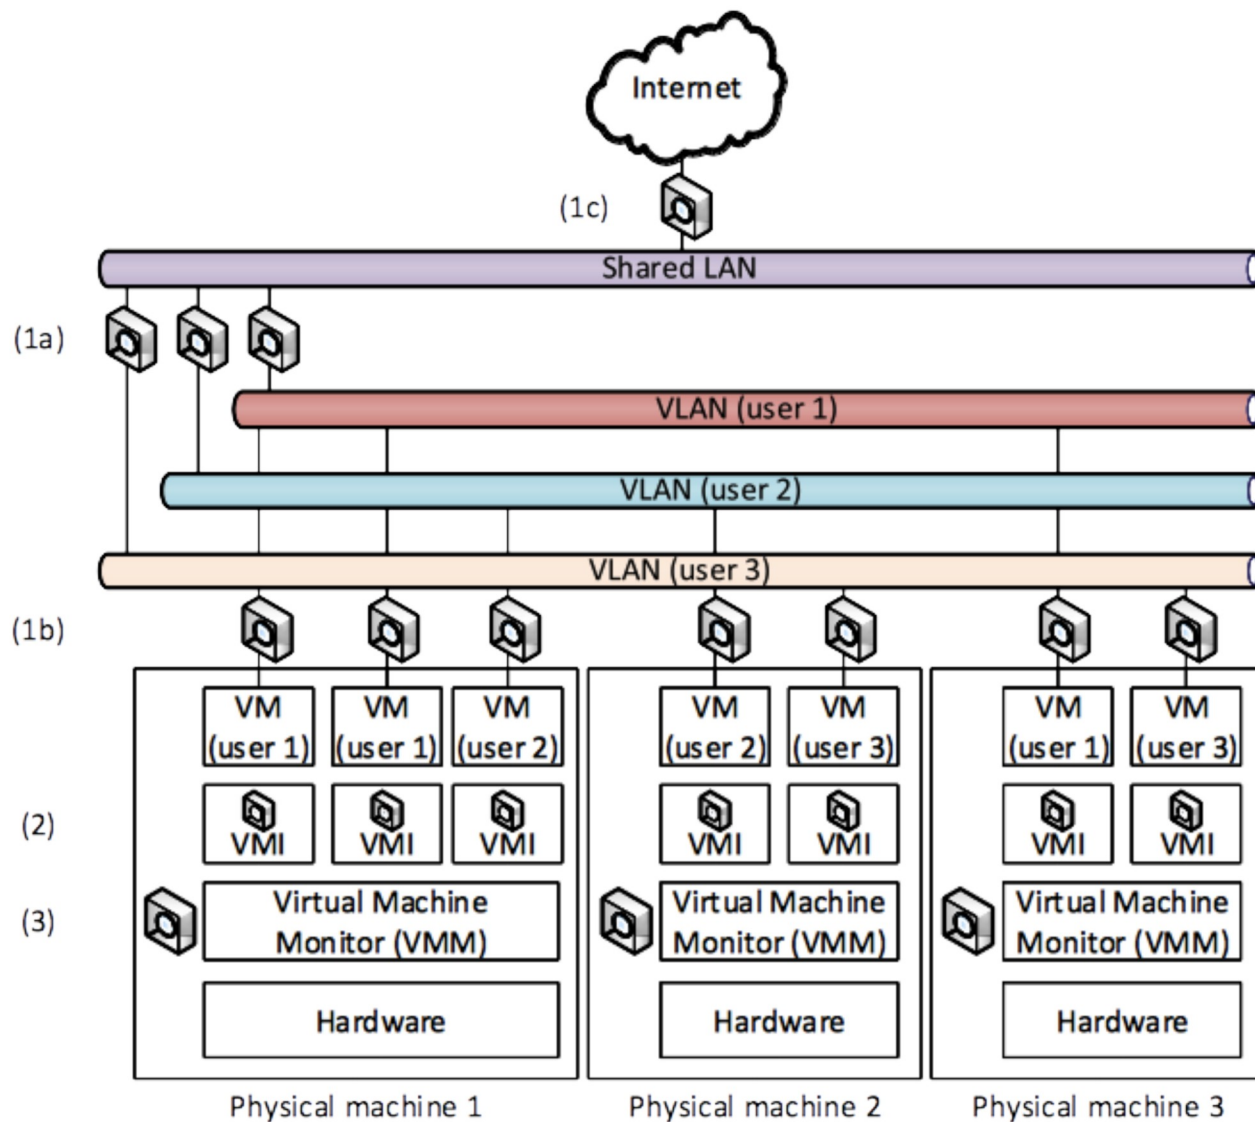 Internet
(1c)
Shared LAN
(1a)
VLAN (user 1)
VLAN (user 2)
VLAN (user 3)
(1b)
VM VM VM VM VM VM VM
(user 1) (user 1) (user 2) (user 2) (user 3) (user 1) (user 3)
(2)
VMI VMI VMI VMI VMI VMI VMI
(3)
Virtual Machine Virtual Machine Virtual Machine
Monitor (VMM) Monitor (VMM) Monitor (VMM)
Hardware Hardware Hardware
Physical machine 1 Physical machine 2 Physical machine 3